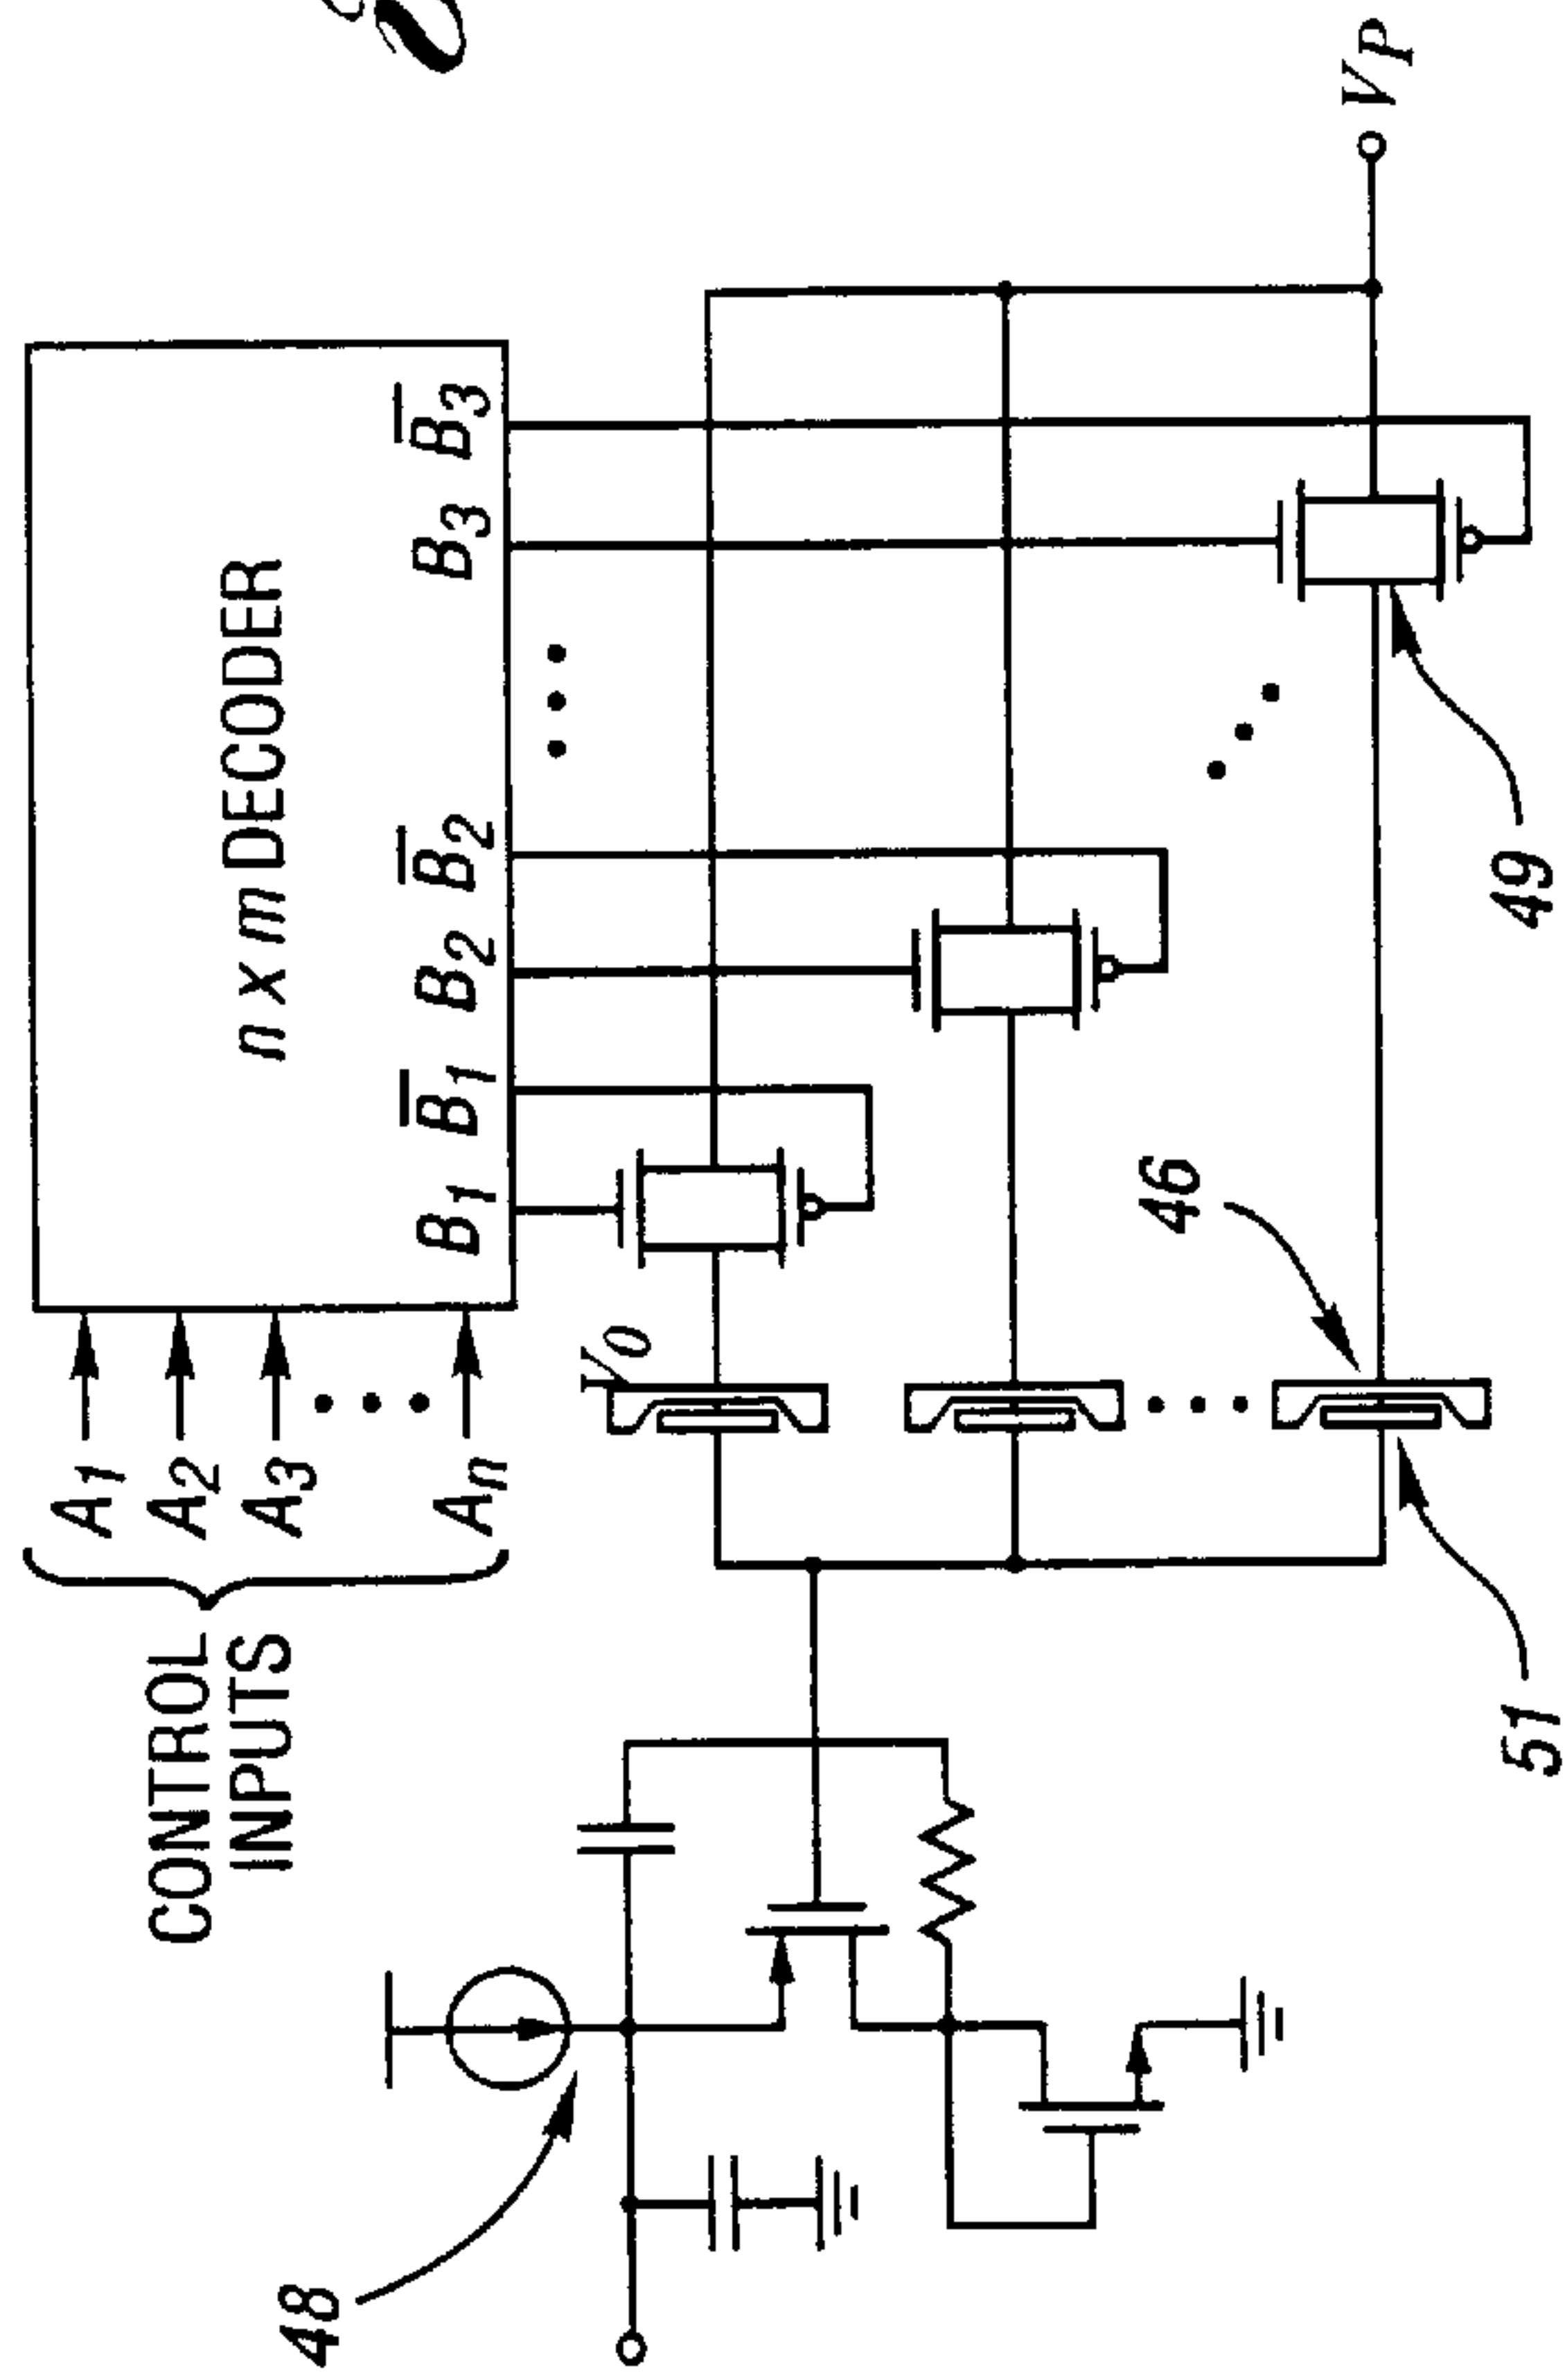 CONTROL
INPUTS
A1
A2
A3
An
n x m DECODER
B1 B̅1 B2 B̅2 B3 B̅3
V0
VP
48
51
46
49